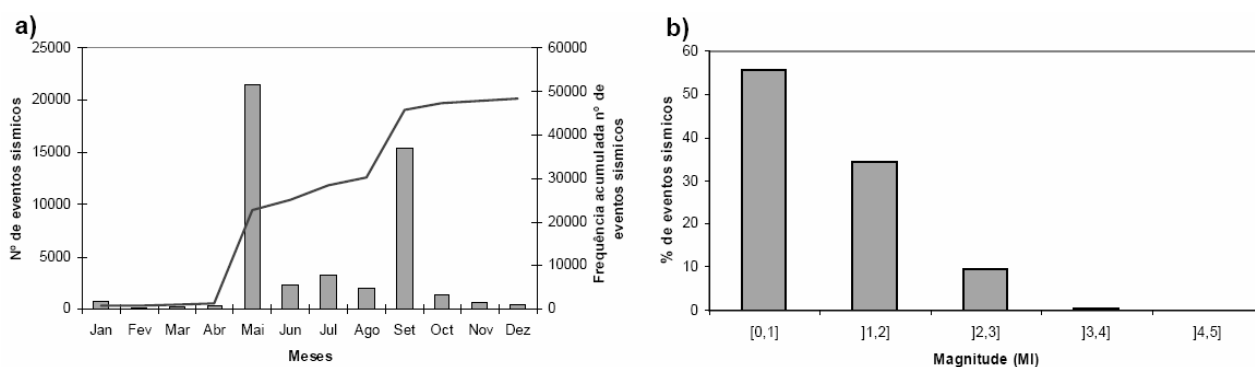 a)
25000
20000
15000
10000
5000
0
Nº de eventos sísmicos
60000
50000
40000
30000
20000
10000
0
Frequência acumulada nº de
eventos sísmicos
Jan Fev Mar Abr Mai Jun Jul Ago Set Oct Nov Dez
Meses
b)
60
50
40
30
20
10
0
% de eventos sísmicos
[0,1] ]1,2] ]2,3] ]3,4] ]4,5]
Magnitude (Ml)